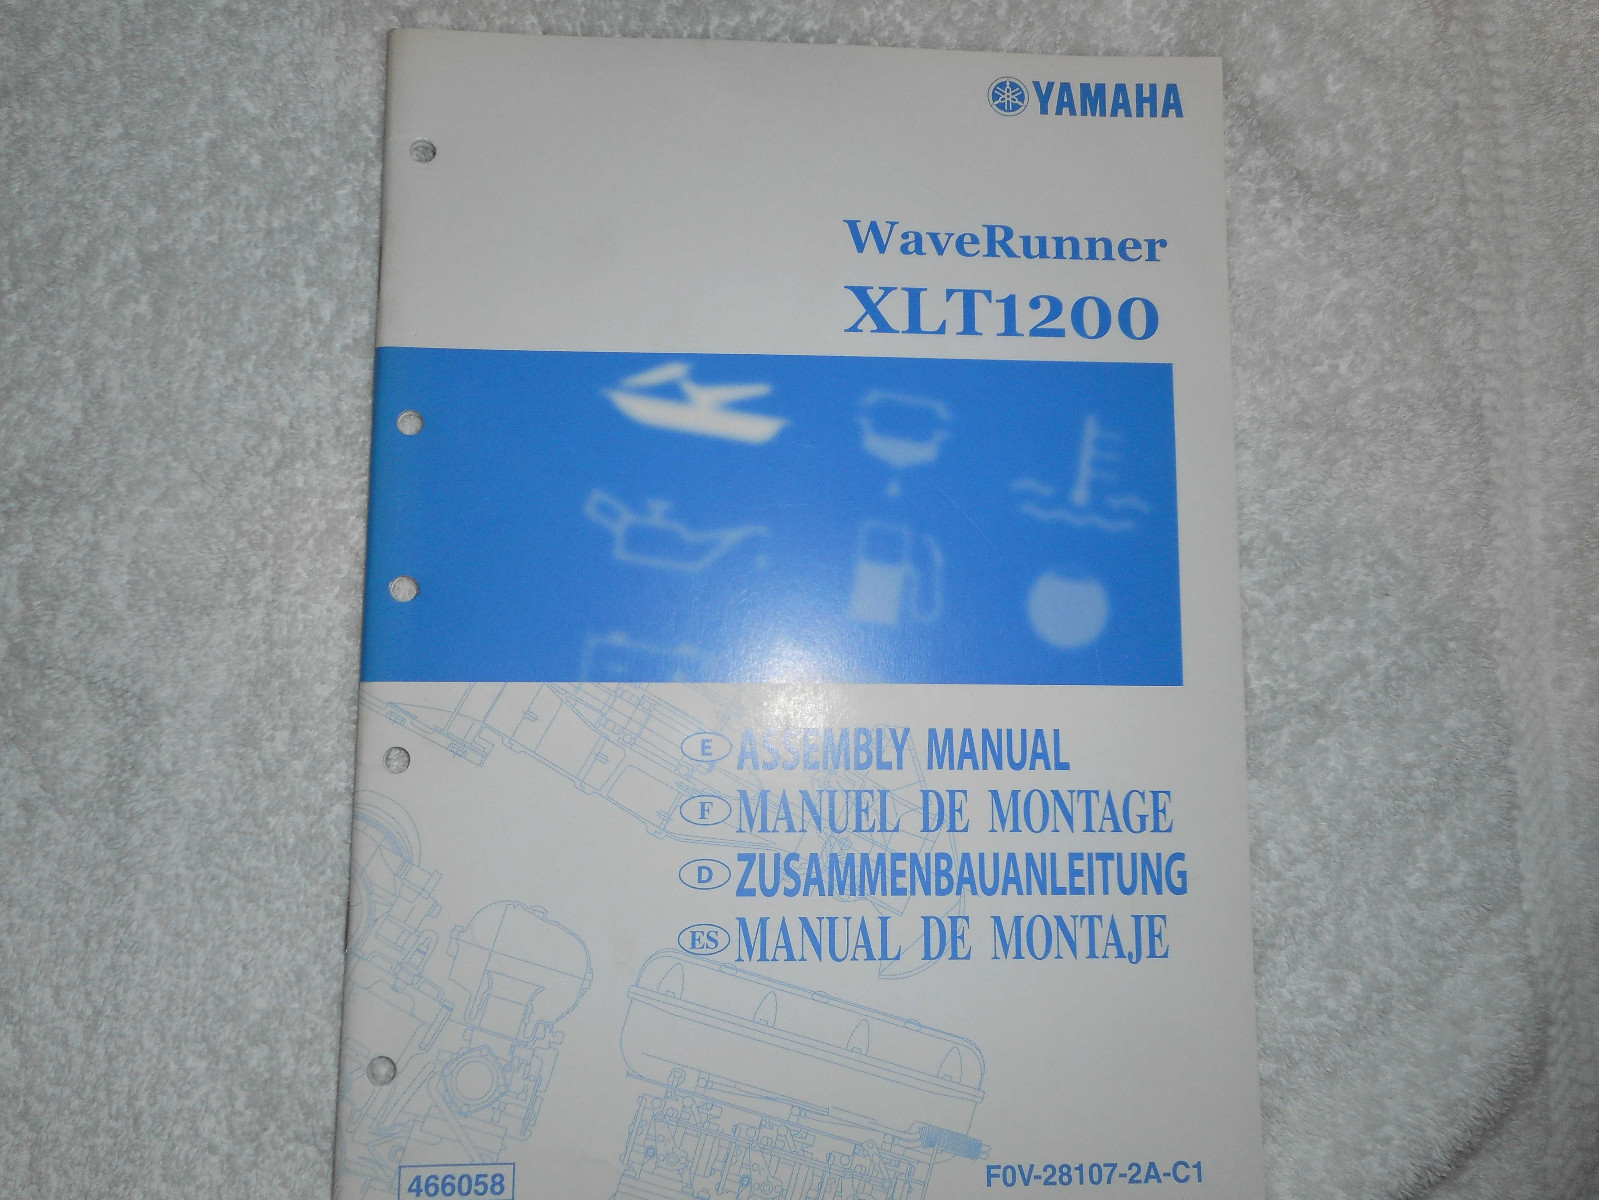 YAMAHA
WaveRunner
XLT1200
E ASSEMBLY MANUAL
F MANUEL DE MONTAGE
D ZUSAMMENBAUANLEITUNG
ES MANUAL DE MONTAJE
466058
F0V-28107-2A-C1